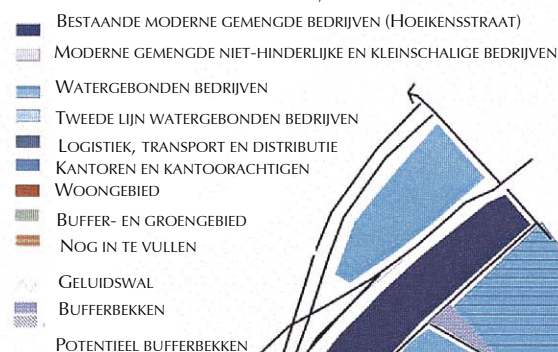 Bestaande moderne gemengde bedrijven (Hoeikensstraat)
Moderne gemengde niet-hinderlijke en kleinschalige bedrijven
Watergebonden bedrijven
Tweede lijn watergebonden bedrijven
Logistiek, transport en distributie
Kantoren en kantoorachtigen
Woongebied
Buffer- en groengebied
Nog in te vullen
Geluidswal
Bufferbekken
Potentieel bufferbekken